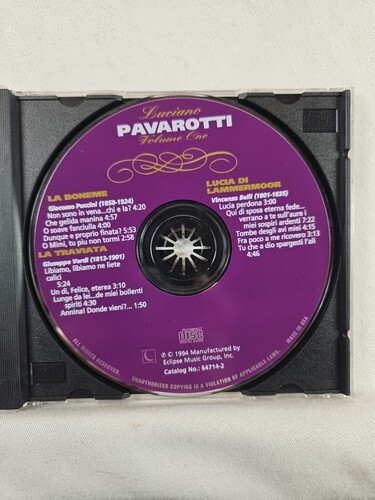 Luciano
PAVAROTTI
Volume One
LA BOHEME
Giacomo Puccini (1858-1924)
Non sono in vena...chi e la? 4:20
Che gelida manina 4:57
O soave fanciulla 4:00
Dunque e proprio finata? 5:53
O Mimi, tu piu non tormi 2:58
LA TRAVIATA
Giuseppe Verdi (1813-1901)
Libiamo, libiamo ne liete
calici
5:24
Un di, Felice, eterea 3:10
Lunge da lei...de miei bollenti
spiriti 4:30
Annina! Donde vieni?... 1:50
LUCIA DI
LAMMERMOOR
Vincenzo Belli (1801-1835)
Lucia perdona 3:00
Qui di sposa eterna fede...
verrano a te sull'aure i
miei sospiri ardenti 7:22
Tombe desgli avi miei 4:15
Fra poco a me ricovero 3:13
Tu che a dio spargesti l'ali
4:46
COMPACT
disc
DIGITAL AUDIO
℗ © 1994 Manufactured by
Eclipse Music Group, Inc.
Catalog No.: 64714-2
ALL RIGHTS RESERVED.
UNAUTHORIZED COPYING IS A VIOLATION OF APPLICABLE LAWS.
MADE IN USA